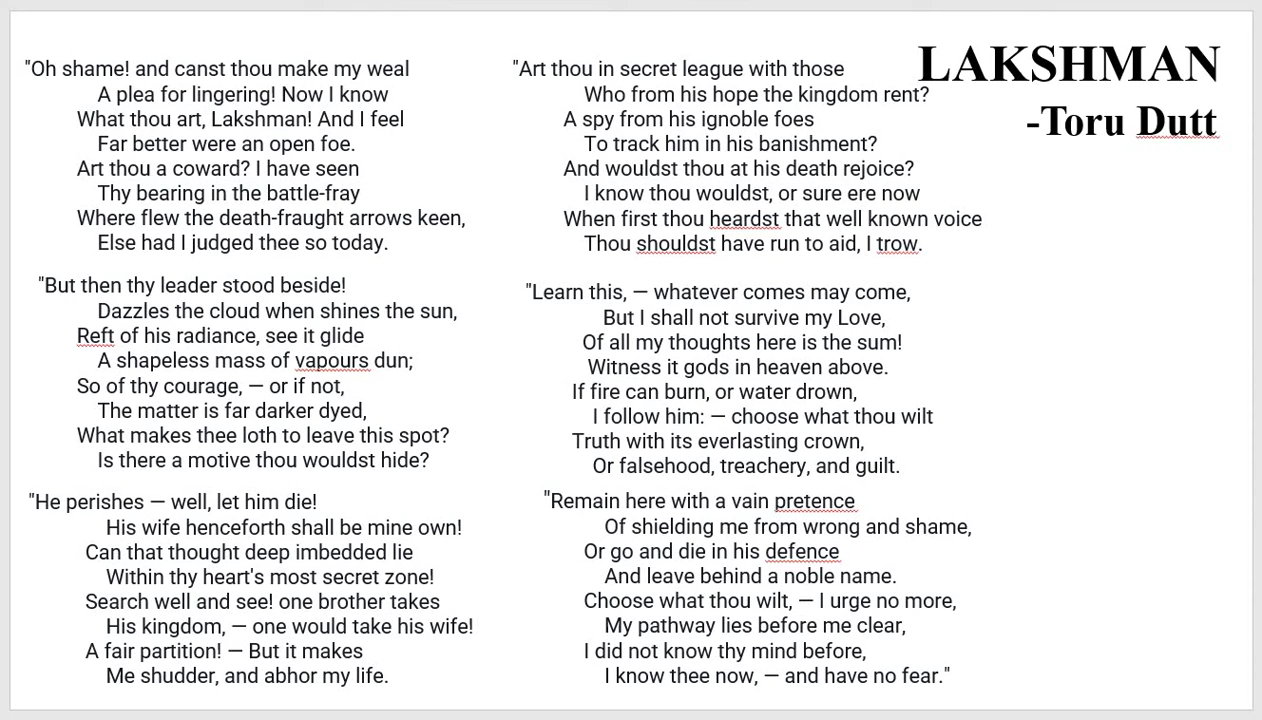 LAKSHMAN
-Toru Dutt
"Oh shame! and canst thou make my weal
A plea for lingering! Now I know
What thou art, Lakshman! And I feel
Far better were an open foe.
Art thou a coward? I have seen
Thy bearing in the battle-fray
Where flew the death-fraught arrows keen,
Else had I judged thee so today.
"But then thy leader stood beside!
Dazzles the cloud when shines the sun,
Reft of his radiance, see it glide
A shapeless mass of vapours dun;
So of thy courage, — or if not,
The matter is far darker dyed,
What makes thee loth to leave this spot?
Is there a motive thou wouldst hide?
"He perishes — well, let him die!
His wife henceforth shall be mine own!
Can that thought deep imbedded lie
Within thy heart's most secret zone!
Search well and see! one brother takes
His kingdom, — one would take his wife!
A fair partition! — But it makes
Me shudder, and abhor my life.
"Art thou in secret league with those
Who from his hope the kingdom rent?
A spy from his ignoble foes
To track him in his banishment?
And wouldst thou at his death rejoice?
I know thou wouldst, or sure ere now
When first thou heardst that well known voice
Thou shouldst have run to aid, I trow.
"Learn this, — whatever comes may come,
But I shall not survive my Love,
Of all my thoughts here is the sum!
Witness it gods in heaven above.
If fire can burn, or water drown,
I follow him: — choose what thou wilt
Truth with its everlasting crown,
Or falsehood, treachery, and guilt.
"Remain here with a vain pretence
Of shielding me from wrong and shame,
Or go and die in his defence
And leave behind a noble name.
Choose what thou wilt, — I urge no more,
My pathway lies before me clear,
I did not know thy mind before,
I know thee now, — and have no fear."